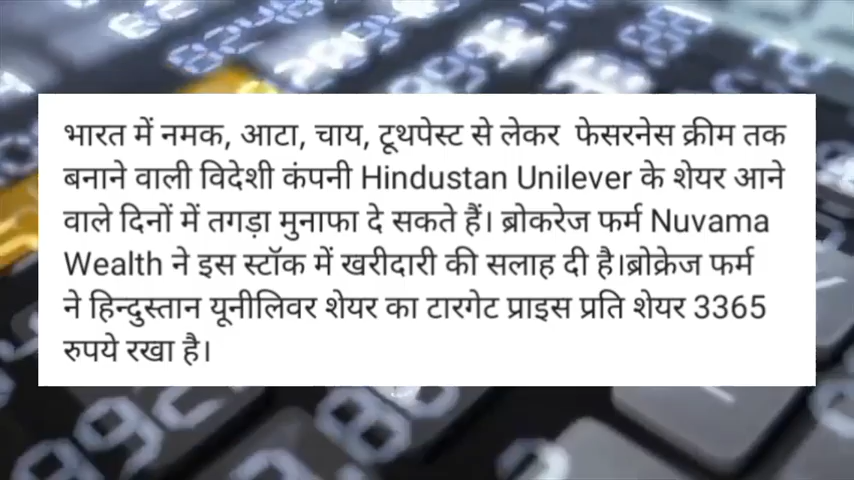 भारत में नमक, आटा, चाय, टूथपेस्ट से लेकर फेसरनेस क्रीम तक
बनाने वाली विदेशी कंपनी Hindustan Unilever के शेयर आने
वाले दिनों में तगड़ा मुनाफा दे सकते हैं। ब्रोकरेज फर्म Nuvama
Wealth ने इस स्टॉक में खरीदारी की सलाह दी है।ब्रोक्रेज फर्म
ने हिन्दुस्तान यूनीलिवर शेयर का टारगेट प्राइस प्रति शेयर 3365
रुपये रखा है।